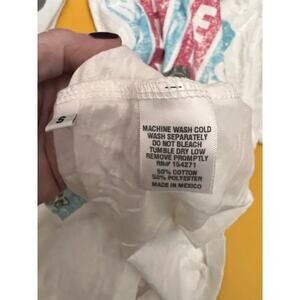 E
S
MACHINE WASH COLD
WASH SEPARATELY
DO NOT BLEACH
TUMBLE DRY LOW
REMOVE PROMPTLY
RN# 154271
50% COTTON
50% POLYESTER
MADE IN MEXICO